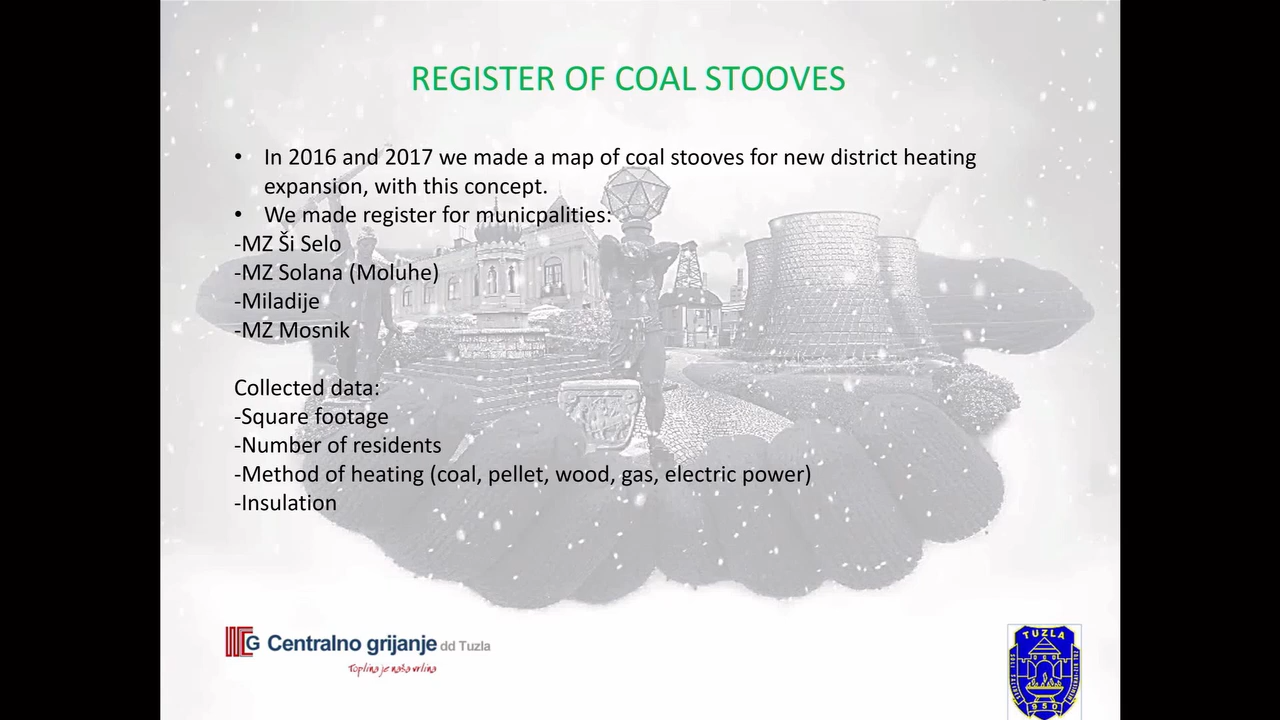 REGISTER OF COAL STOOVES
• In 2016 and 2017 we made a map of coal stooves for new district heating
expansion, with this concept.
• We made register for municpalities:
-MZ Ši Selo
-MZ Solana (Moluhe)
-Miladije
-MZ Mosnik
Collected data:
-Square footage
-Number of residents
-Method of heating (coal, pellet, wood, gas, electric power)
-Insulation
G Centralno grijanje dd Tuzla
Toplina je naša vrlina
TUZLA
950